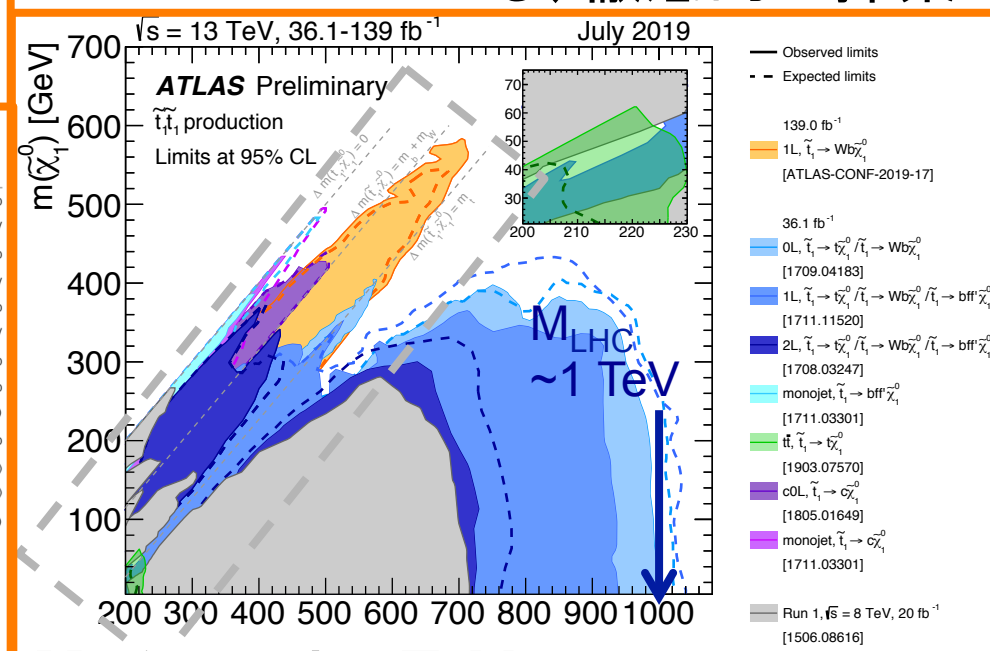 √s = 13 TeV, 36.1-139 fb⁻¹ July 2019
ATLAS Preliminary
t̃₁t̃₁ production
Limits at 95% CL
m(χ̃₁⁰) [GeV]
700
600
500
400
300
200
100
200 300 400 500 600 700 800 900 1000
Δ m(t̃₁,χ̃₁⁰) = 0
Δ m(t̃₁,χ̃₁⁰) = m_b + m_W
Δ m(t̃₁,χ̃₁⁰) = m_t
70
60
50
40
30
200 210 220 230
M_LHC
~1 TeV
Observed limits
Expected limits
139.0 fb⁻¹
1L, t̃₁ → Wbχ̃₁⁰
[ATLAS-CONF-2019-17]
36.1 fb⁻¹
0L, t̃₁ → tχ̃₁⁰ / t̃₁ → Wbχ̃₁⁰
[1709.04183]
1L, t̃₁ → tχ̃₁⁰ / t̃₁ → Wbχ̃₁⁰ / t̃₁ → bff'χ̃₁⁰
[1711.11520]
2L, t̃₁ → tχ̃₁⁰ / t̃₁ → Wbχ̃₁⁰ / t̃₁ → bff'χ̃₁⁰
[1708.03247]
monojet, t̃₁ → bff'χ̃₁⁰
[1711.03301]
tt̄, t̃₁ → tχ̃₁⁰
[1903.07570]
c0L, t̃₁ → cχ̃₁⁰
[1805.01649]
monojet, t̃₁ → cχ̃₁⁰
[1711.03301]
Run 1, √s = 8 TeV, 20 fb⁻¹
[1506.08616]